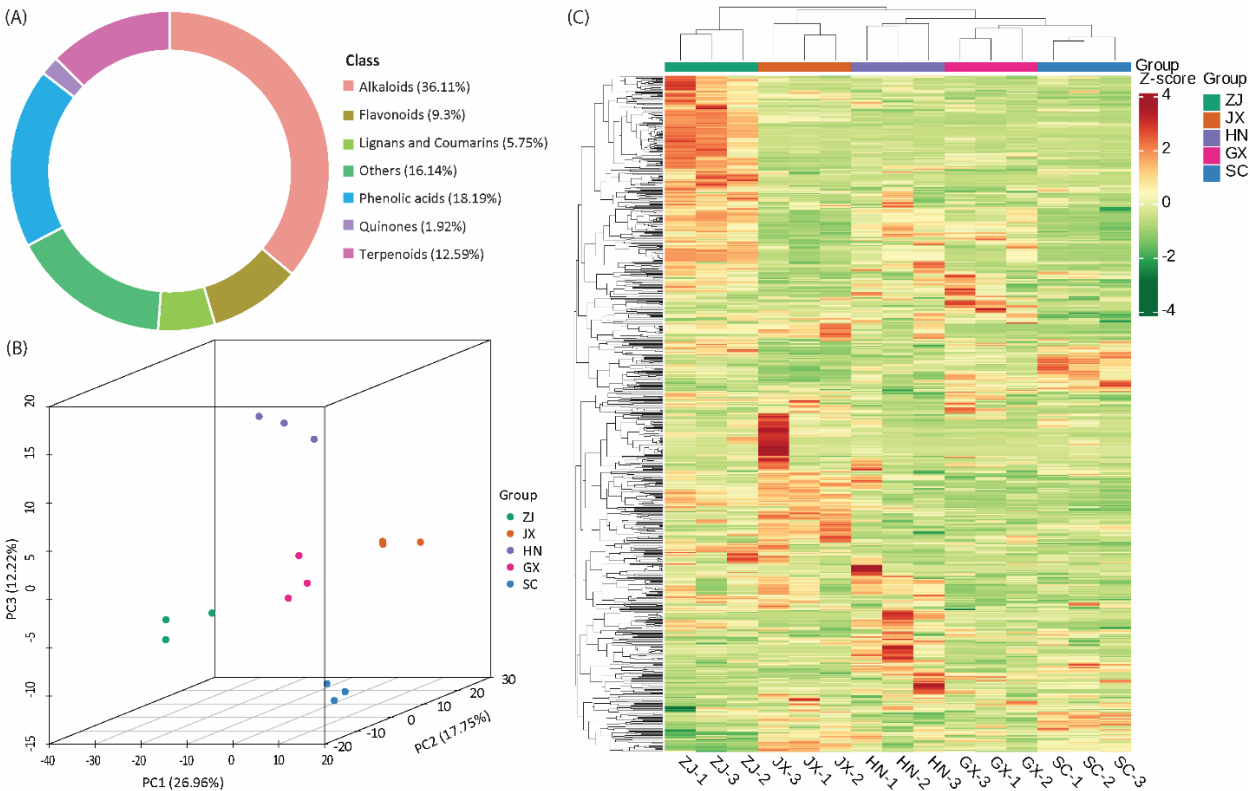 (A)
Class
Alkaloids (36.11%)
Flavonoids (9.3%)
Lignans and Coumarins (5.75%)
Others (16.14%)
Phenolic acids (18.19%)
Quinones (1.92%)
Terpenoids (12.59%)
(B)
20
15
10
5
0
-5
-10
-15
PC3 (12.22%)
-40
-30
-20
-10
0
10
20
PC1 (26.96%)
-20
-10
0
10
20
30
PC2 (17.75%)
Group
ZJ
JX
HN
GX
SC
(C)
Group
Z-score
4
2
0
-2
-4
Group
ZJ
JX
HN
GX
SC
ZJ-1
ZJ-3
ZJ-2
JX-3
JX-1
JX-2
HN-1
HN-2
HN-3
GX-3
GX-1
GX-2
SC-1
SC-2
SC-3